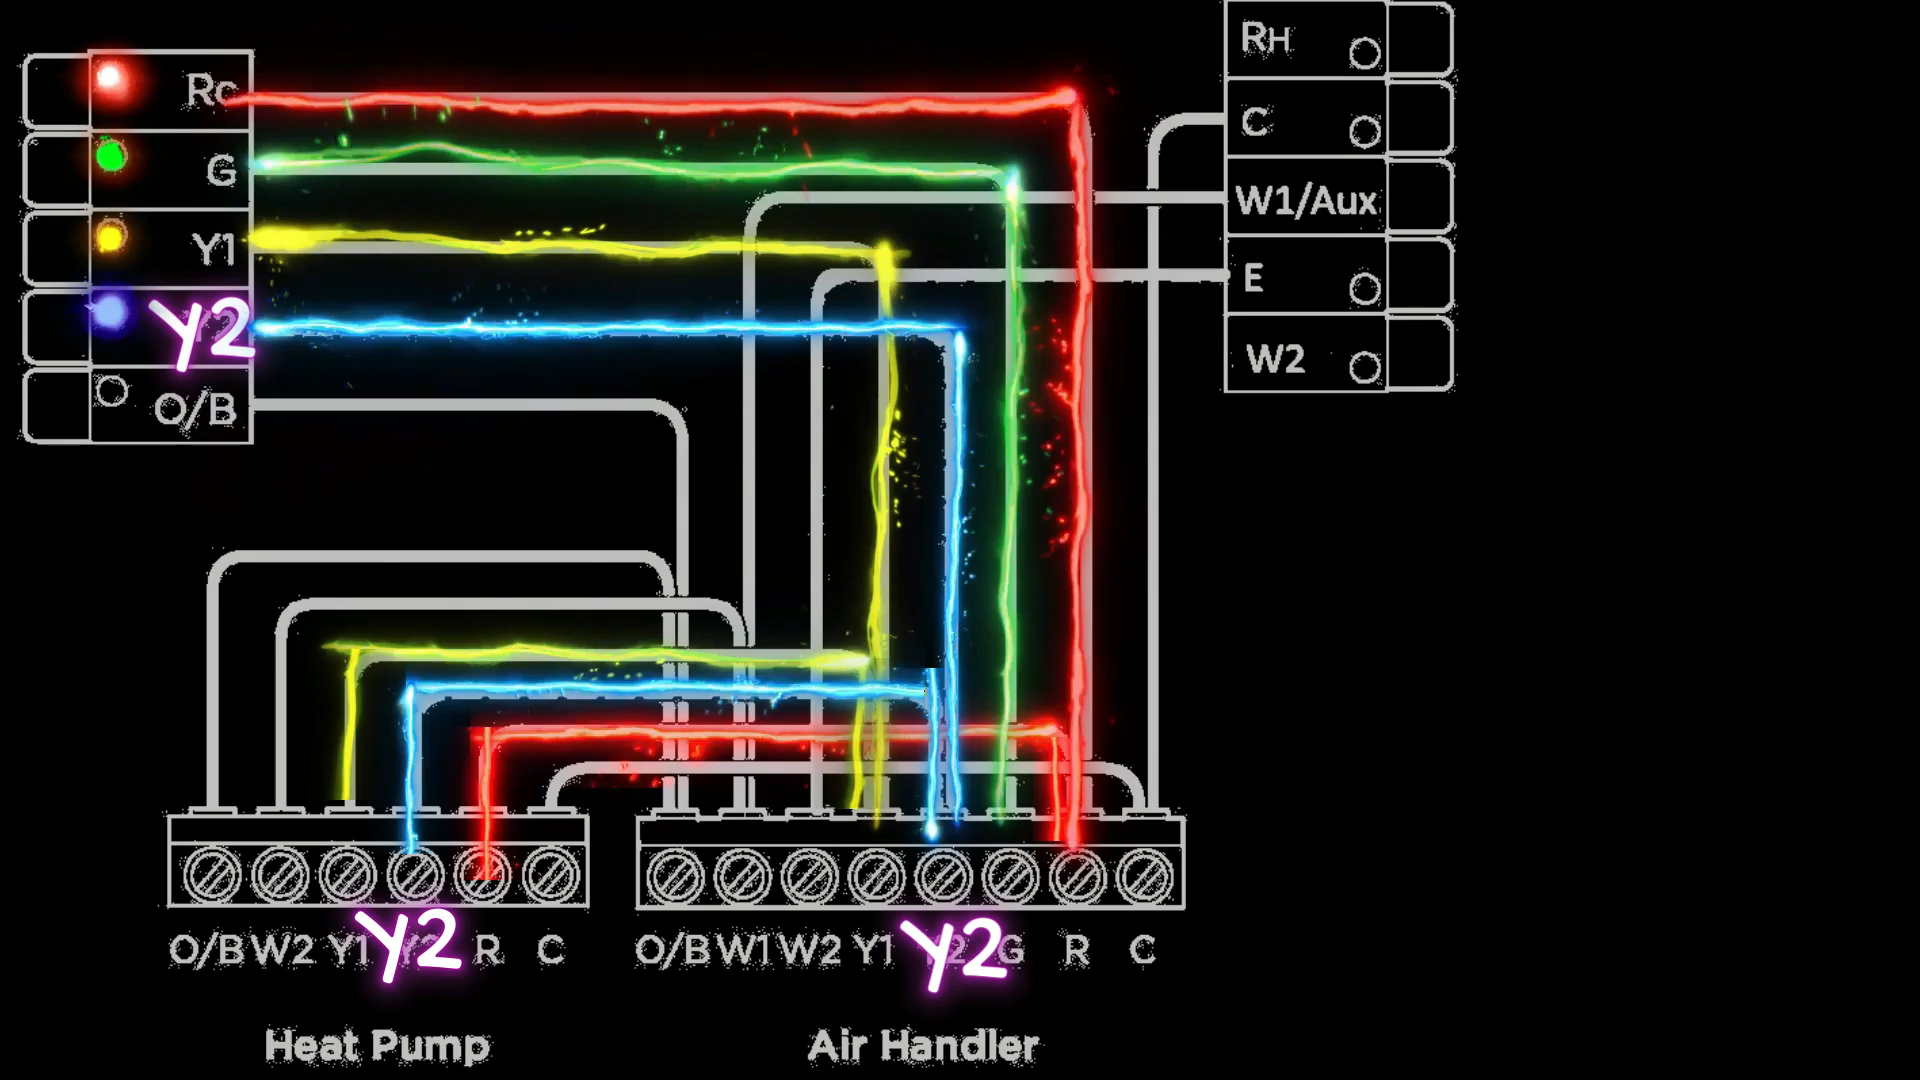 Rc
G
Y1
Y2
O/B
RH
C
W1/Aux
E
W2
O/B W2 Y1 Y2 R C
Heat Pump
O/B W1 W2 Y1 Y2 G R C
Air Handler